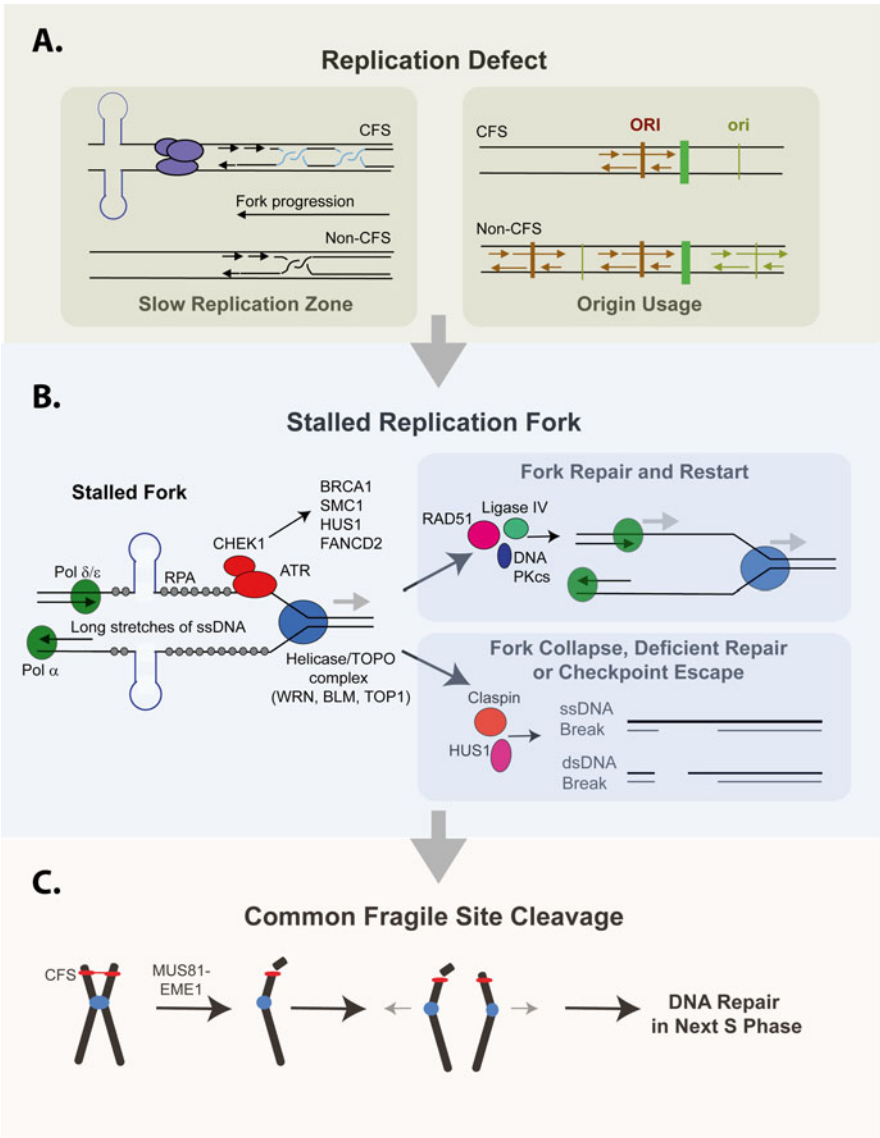 A.
Replication Defect
CFS
Fork progression
Non-CFS
Slow Replication Zone
CFS
ORI
ori
Non-CFS
Origin Usage
B.
Stalled Replication Fork
Stalled Fork
BRCA1
SMC1
HUS1
FANCD2
CHEK1
ATR
Pol δ/ε
RPA
Long stretches of ssDNA
Pol α
Helicase/TOPO
complex
(WRN, BLM, TOP1)
Fork Repair and Restart
RAD51
Ligase IV
DNA
PKcs
Fork Collapse, Deficient Repair
or Checkpoint Escape
Claspin
HUS1
ssDNA
Break
dsDNA
Break
C.
Common Fragile Site Cleavage
CFS
MUS81-
EME1
DNA Repair
in Next S Phase